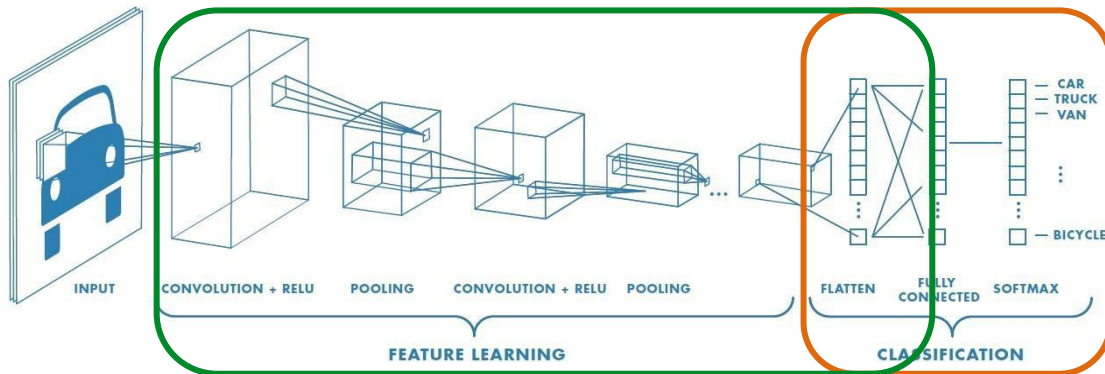 CAR
TRUCK
VAN
BICYCLE
INPUT
CONVOLUTION + RELU
POOLING
CONVOLUTION + RELU
POOLING
FLATTEN
FULLY
CONNECTED
SOFTMAX
FEATURE LEARNING
CLASSIFICATION